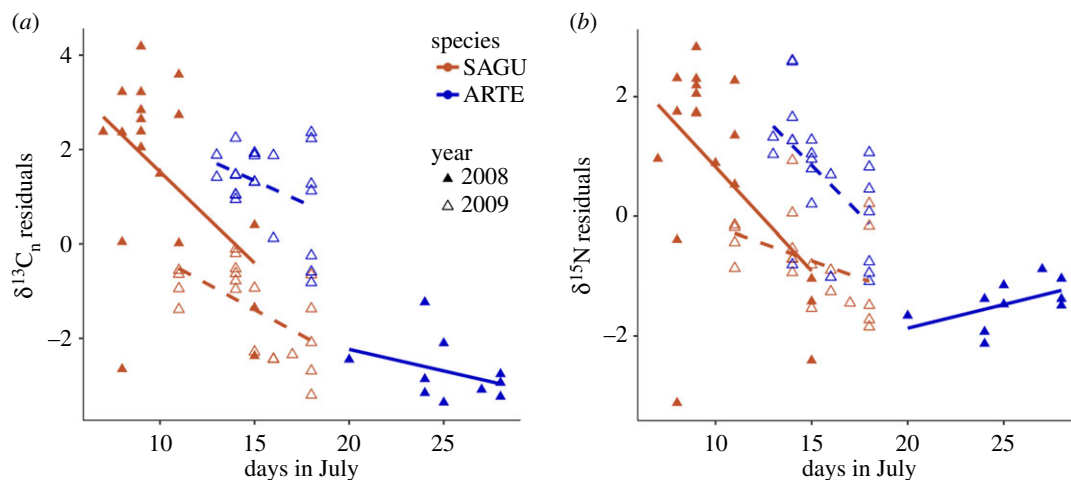 (a)
4
2
0
−2
δ¹³Cₙ residuals
10
15
20
25
days in July
species
SAGU
ARTE
year
2008
2009
(b)
2
0
−2
δ¹⁵N residuals
10
15
20
25
days in July